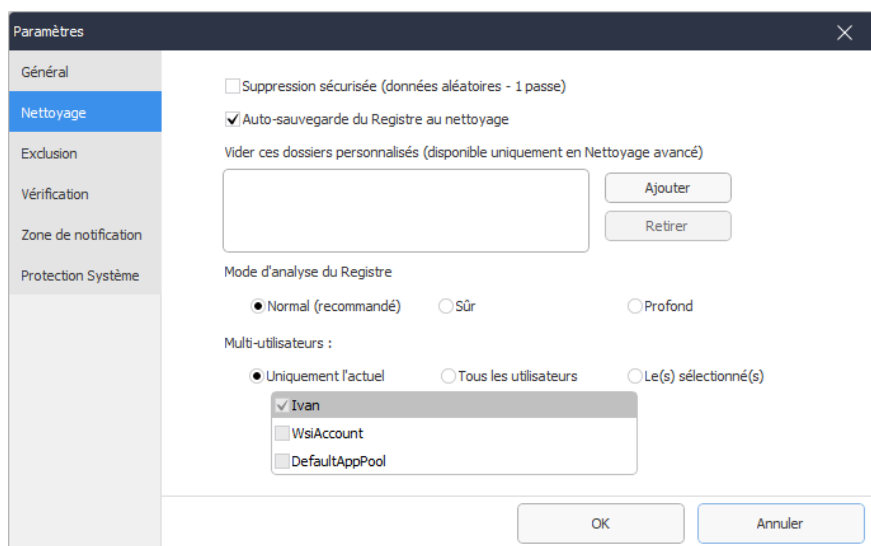 Paramètres
Général
Nettoyage
Exclusion
Vérification
Zone de notification
Protection Système
Suppression sécurisée (données aléatoires - 1 passe)
Auto-sauvegarde du Registre au nettoyage
Vider ces dossiers personnalisés (disponible uniquement en Nettoyage avancé)
Ajouter
Retirer
Mode d'analyse du Registre
Normal (recommandé) Sûr Profond
Multi-utilisateurs :
Uniquement l'actuel Tous les utilisateurs Le(s) sélectionné(s)
Ivan
WsiAccount
DefaultAppPool
OK Annuler